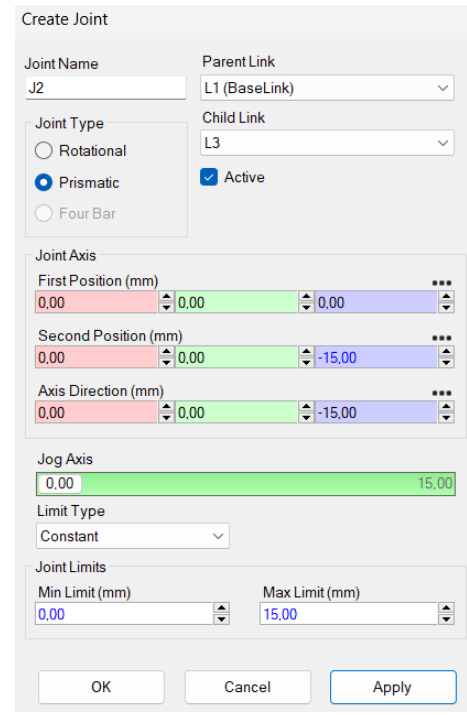 Create Joint
Joint Name
Parent Link
J2
L1 (BaseLink)
Joint Type
Child Link
Rotational
L3
Prismatic
Active
Four Bar
Joint Axis
First Position (mm)
0,00 0,00 0,00
Second Position (mm)
0,00 0,00 -15,00
Axis Direction (mm)
0,00 0,00 -15,00
Jog Axis
0,00 15,00
Limit Type
Constant
Joint Limits
Min Limit (mm) Max Limit (mm)
0,00 15,00
OK Cancel Apply